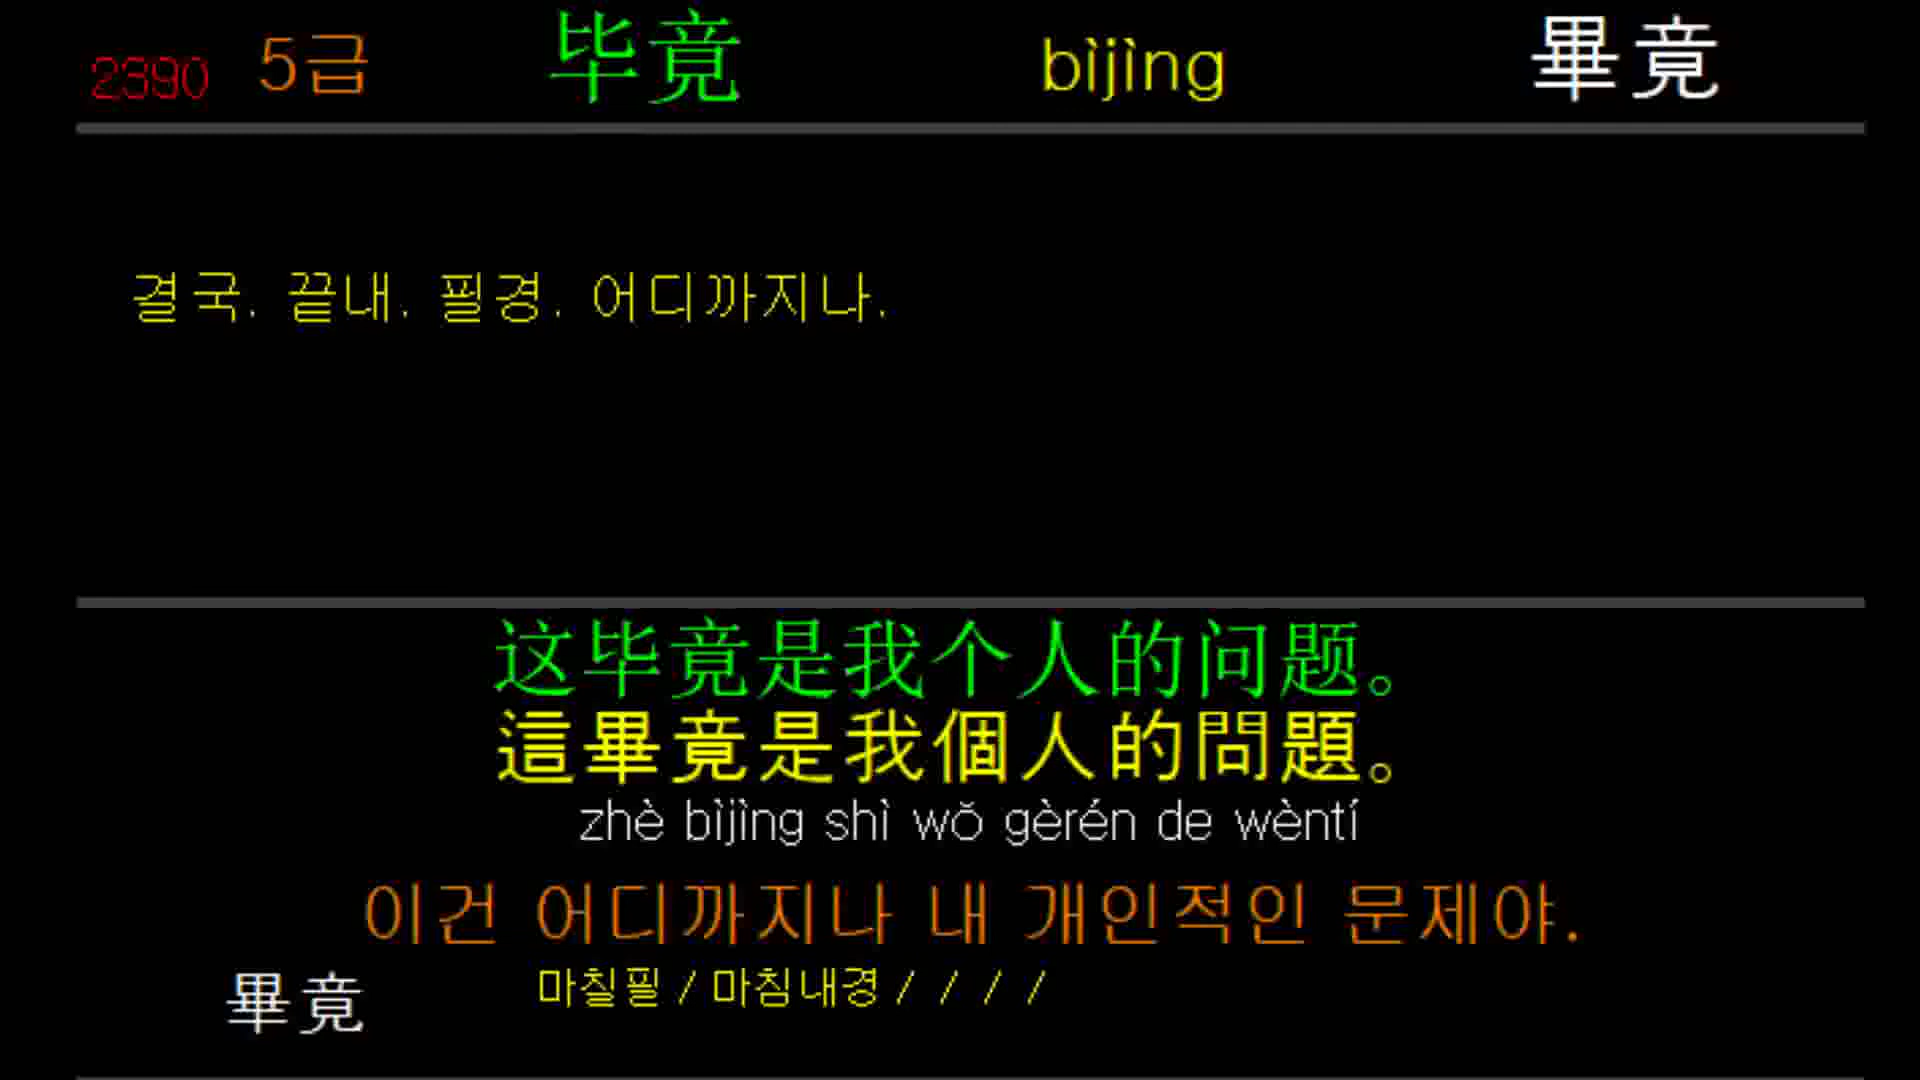 2390 5급 毕竟 bìjìng 畢竟
결국. 끝내. 필경. 어디까지나.
这毕竟是我个人的问题。
這畢竟是我個人的問題。
zhè bìjìng shì wǒ gèrén de wèntí
이건 어디까지나 내 개인적인 문제야.
畢竟 마칠필 / 마침내경 / / / /